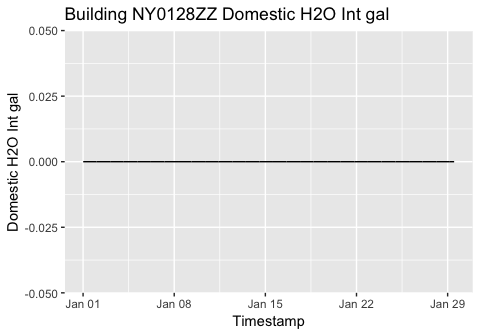 Building NY0128ZZ Domestic H2O Int gal
0.050
0.025
0.000
-0.025
-0.050
Domestic H2O Int gal
Jan 01 Jan 08 Jan 15 Jan 22 Jan 29
Timestamp